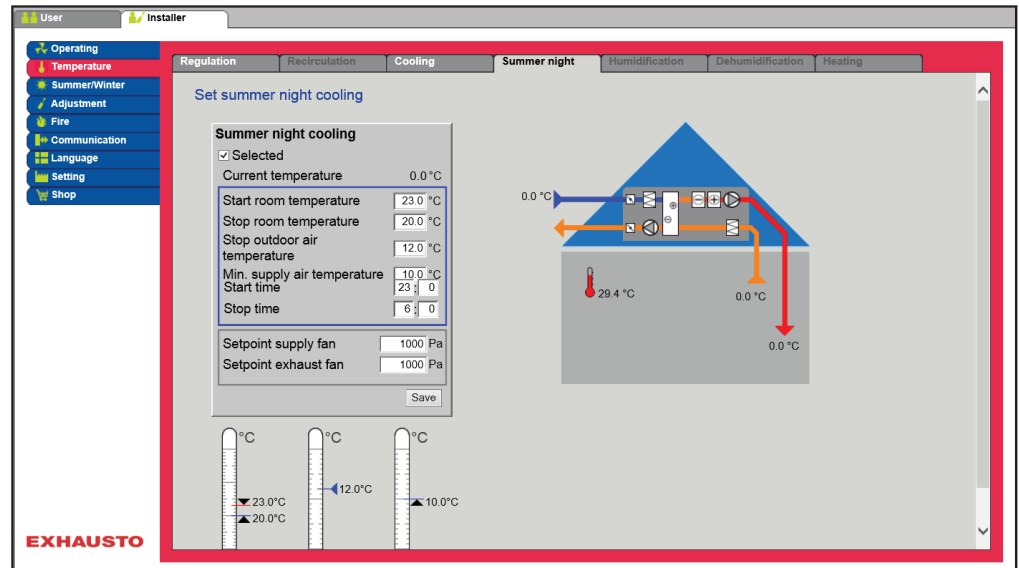 User Installer
Operating
Temperature
Summer/Winter
Adjustment
Fire
Communication
Language
Setting
Shop
Regulation Recirculation Cooling Summer night Humidification Dehumidification Heating
Set summer night cooling
Summer night cooling
Selected
Current temperature 0.0 °C
Start room temperature 23.0 °C
Stop room temperature 20.0 °C
Stop outdoor air
temperature 12.0 °C
Min. supply air temperature 10.0 °C
Start time 23 : 0
Stop time 6 : 0
Setpoint supply fan 1000 Pa
Setpoint exhaust fan 1000 Pa
Save
0.0 °C
29.4 °C
0.0 °C
0.0 °C
°C °C °C
12.0°C
23.0°C 10.0°C
20.0°C
EXHAUSTO